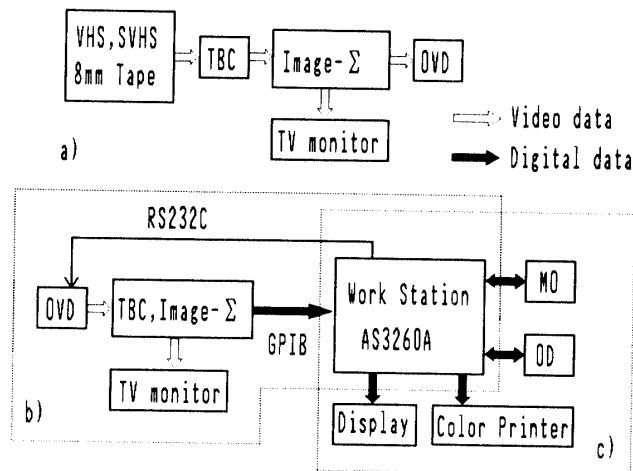 VHS,SVHS
8mm Tape
TBC
Image-Σ
OVD
TV monitor
a)
Video data
Digital data
RS232C
OVD
TBC,Image-Σ
GPIB
Work Station
AS3260A
MO
OD
TV monitor
Display
Color Printer
b)
c)